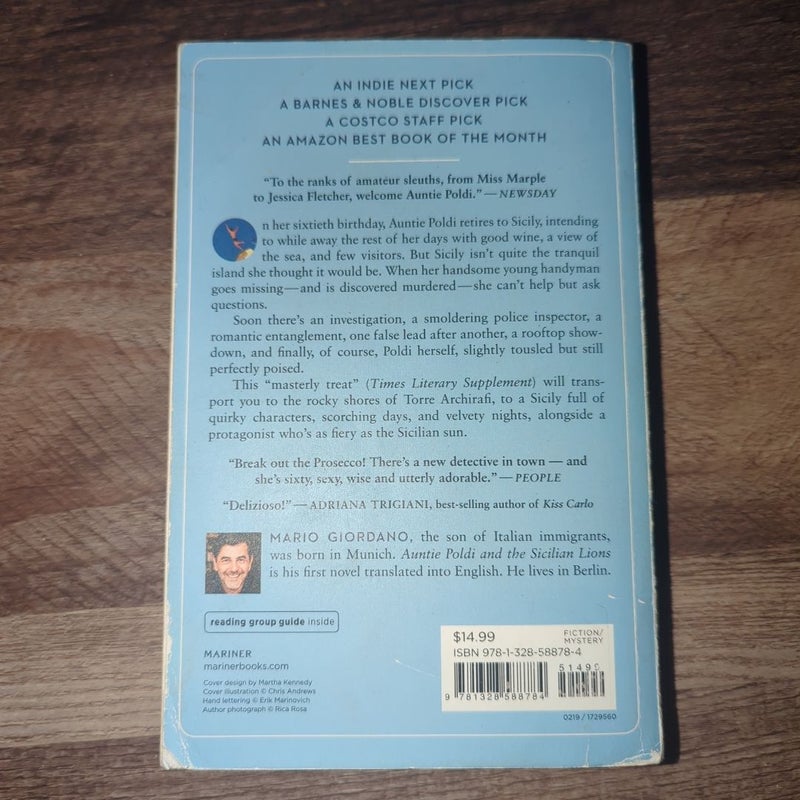 AN INDIE NEXT PICK
A BARNES & NOBLE DISCOVER PICK
A COSTCO STAFF PICK
AN AMAZON BEST BOOK OF THE MONTH
“To the ranks of amateur sleuths, from Miss Marple
to Jessica Fletcher, welcome Auntie Poldi.” — NEWSDAY
n her sixtieth birthday, Auntie Poldi retires to Sicily, intending
to while away the rest of her days with good wine, a view of
the sea, and few visitors. But Sicily isn’t quite the tranquil
island she thought it would be. When her handsome young handyman
goes missing—and is discovered murdered—she can’t help but ask
questions.
Soon there’s an investigation, a smoldering police inspector, a
romantic entanglement, one false lead after another, a rooftop show-
down, and finally, of course, Poldi herself, slightly tousled but still
perfectly poised.
This “masterly treat” (Times Literary Supplement) will trans-
port you to the rocky shores of Torre Archirafi, to a Sicily full of
quirky characters, scorching days, and velvety nights, alongside a
protagonist who’s as fiery as the Sicilian sun.
“Break out the Prosecco! There’s a new detective in town — and
she’s sixty, sexy, wise and utterly adorable.” — PEOPLE
“Delizioso!” — ADRIANA TRIGIANI, best-selling author of Kiss Carlo
MARIO GIORDANO, the son of Italian immigrants,
was born in Munich. Auntie Poldi and the Sicilian Lions
is his first novel translated into English. He lives in Berlin.
reading group guide inside
MARINER
marinerbooks.com
Cover design by Martha Kennedy
Cover illustration © Chris Andrews
Hand lettering © Erik Marinovich
Author photograph © Rica Rosa
$14.99
FICTION/
MYSTERY
ISBN 978-1-328-58878-4
51499
9 781328 588784
0219 / 1729560